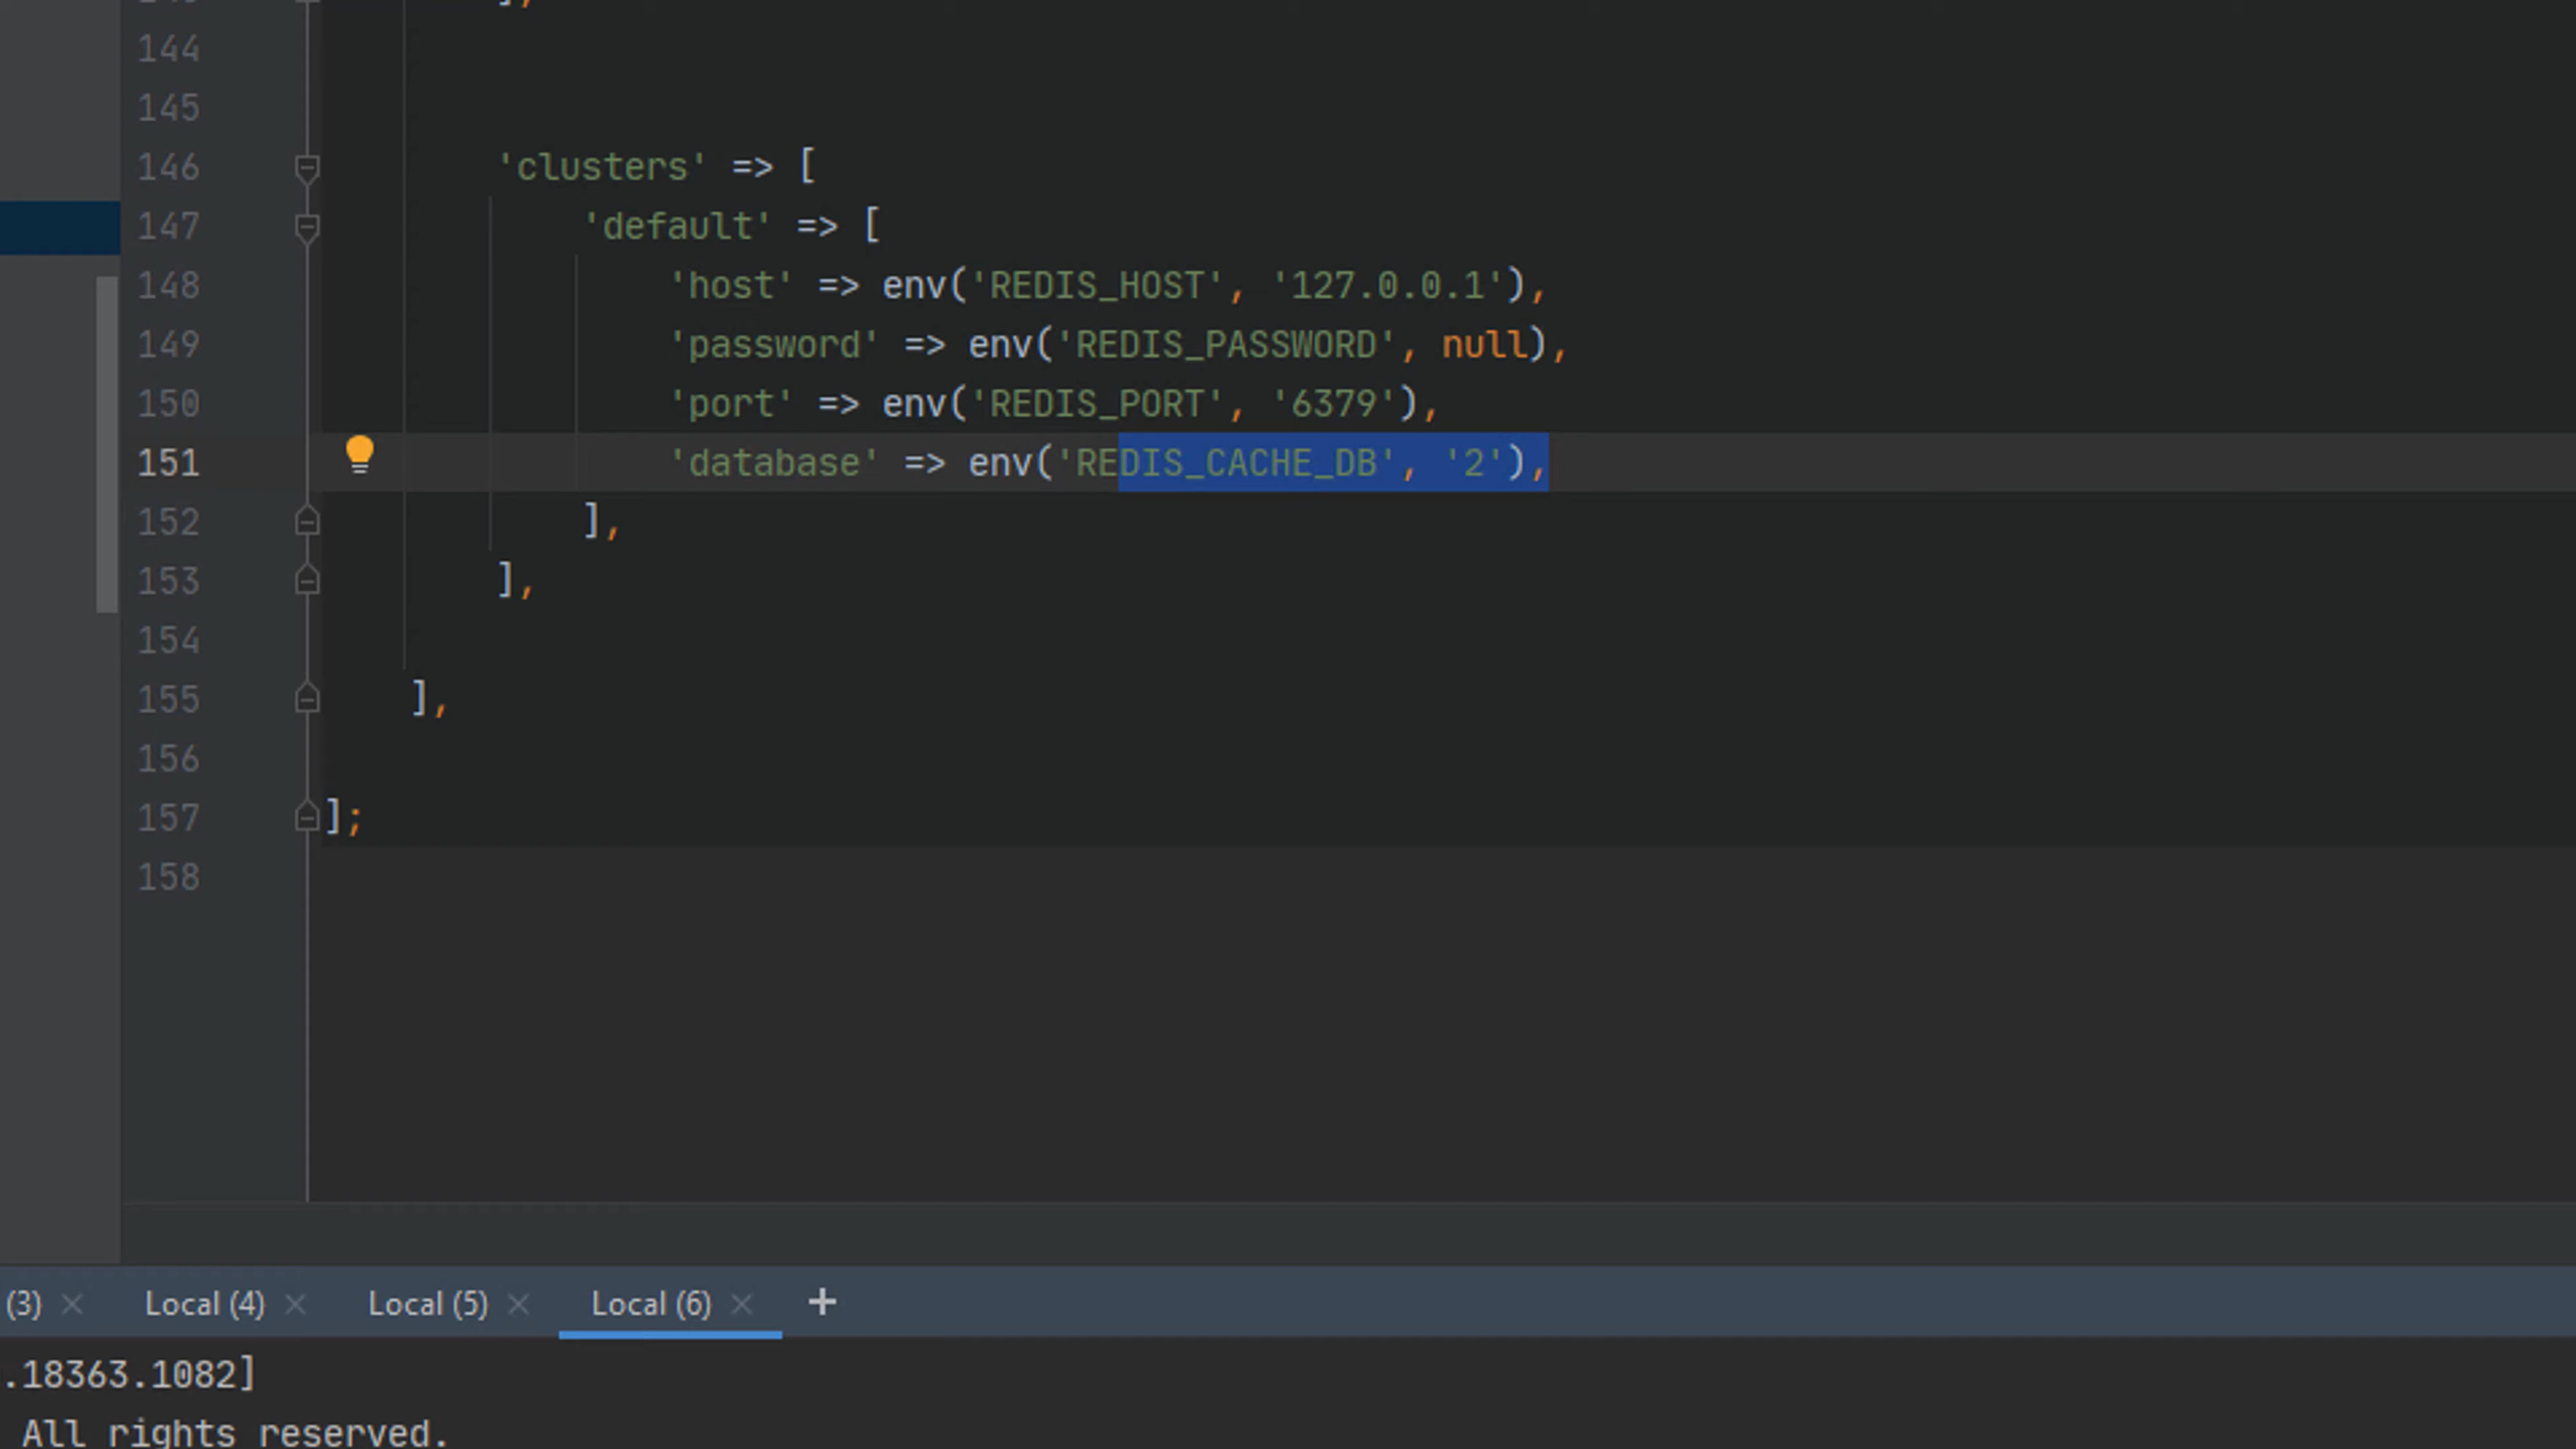 ],
144
145
146 'clusters' => [
147 'default' => [
148 'host' => env('REDIS_HOST', '127.0.0.1'),
149 'password' => env('REDIS_PASSWORD', null),
150 'port' => env('REDIS_PORT', '6379'),
151 'database' => env('REDIS_CACHE_DB', '2'),
152 ],
153 ],
154
155 ],
156
157 ];
158
(3) Local (4) Local (5) Local (6) +
.18363.1082]
All rights reserved.